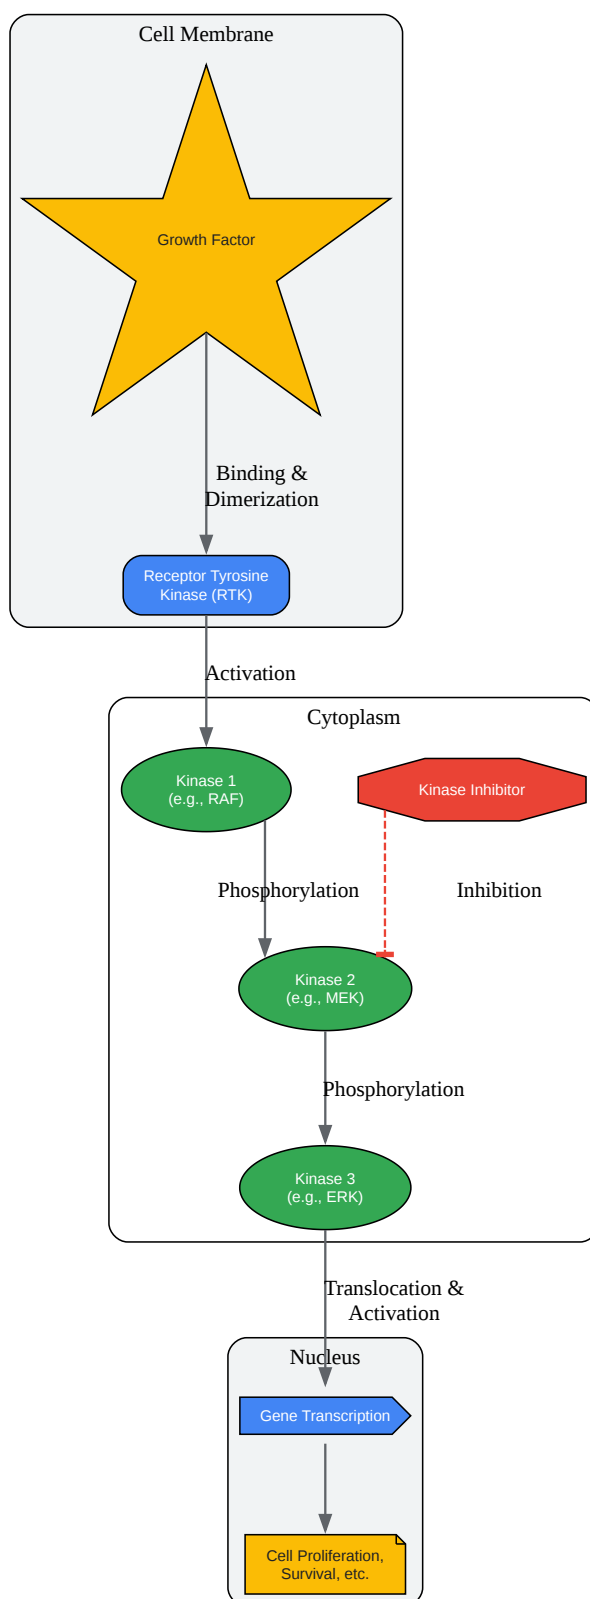 Cell Membrane
Growth Factor
Binding &
Dimerization
Receptor Tyrosine
Kinase (RTK)
Activation
Cytoplasm
Kinase 1
(e.g., RAF)
Kinase Inhibitor
Phosphorylation
Inhibition
Kinase 2
(e.g., MEK)
Phosphorylation
Kinase 3
(e.g., ERK)
Translocation &
Activation
Nucleus
Gene Transcription
Cell Proliferation,
Survival, etc.